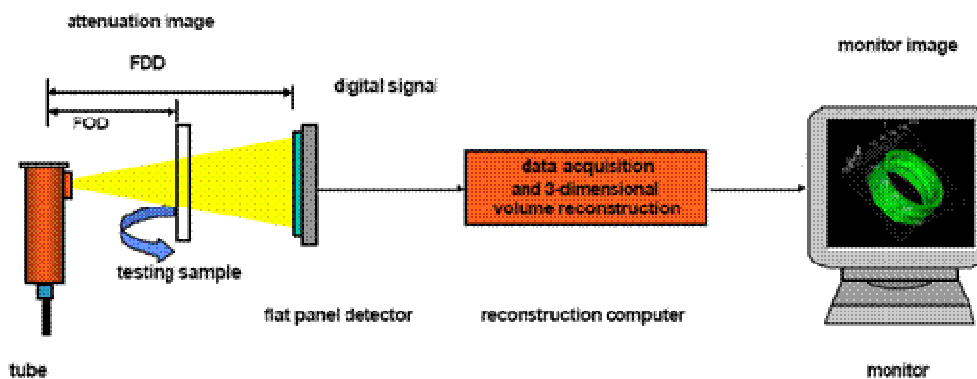 attenuation image
monitor image
FDD
digital signal
FOD
data acquisition
and 3-dimensional
volume reconstruction
testing sample
flat panel detector
reconstruction computer
tube
monitor